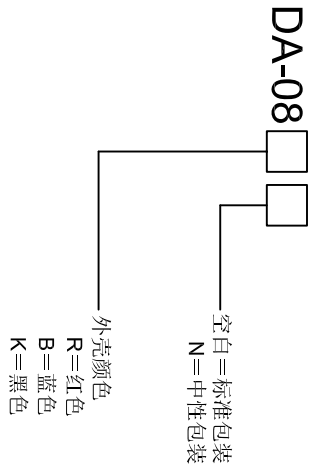 DA-08
空白=标准包装
N=中性包装
外壳颜色
R=红色
B=蓝色
K=黑色